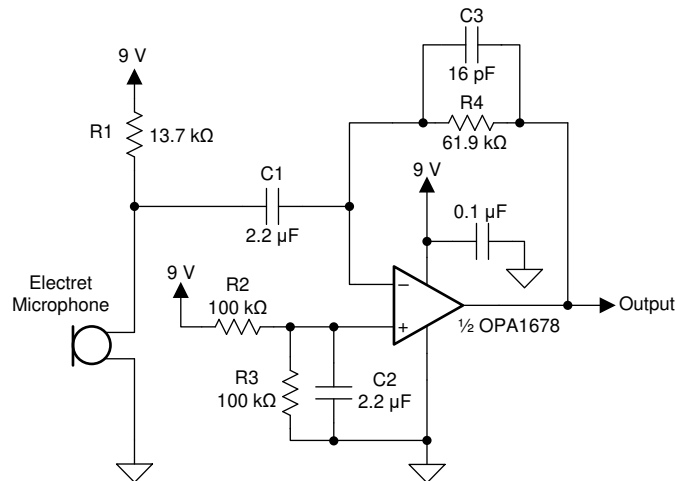 C3
16 pF
9 V
R4
R1
13.7 kΩ
61.9 kΩ
9 V
C1
0.1 µF
2.2 µF
Electret
Microphone
9 V
R2
100 kΩ
Output
½ OPA1678
R3
100 kΩ
C2
2.2 µF
−
+